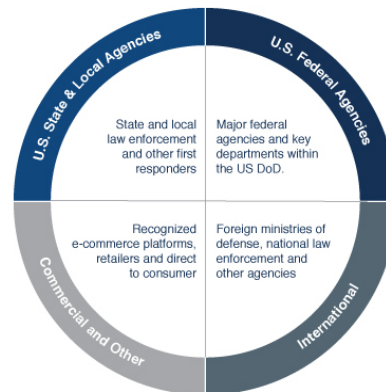 U.S. State & Local Agencies
U.S. Federal Agencies
State and local
law enforcement
and other first
responders
Major federal
agencies and key
departments within
the US DoD.
Recognized
e-commerce platforms,
retailers and direct
to consumer
Foreign ministries of
defense, national law
enforcement and
other agencies
Commercial and Other
International